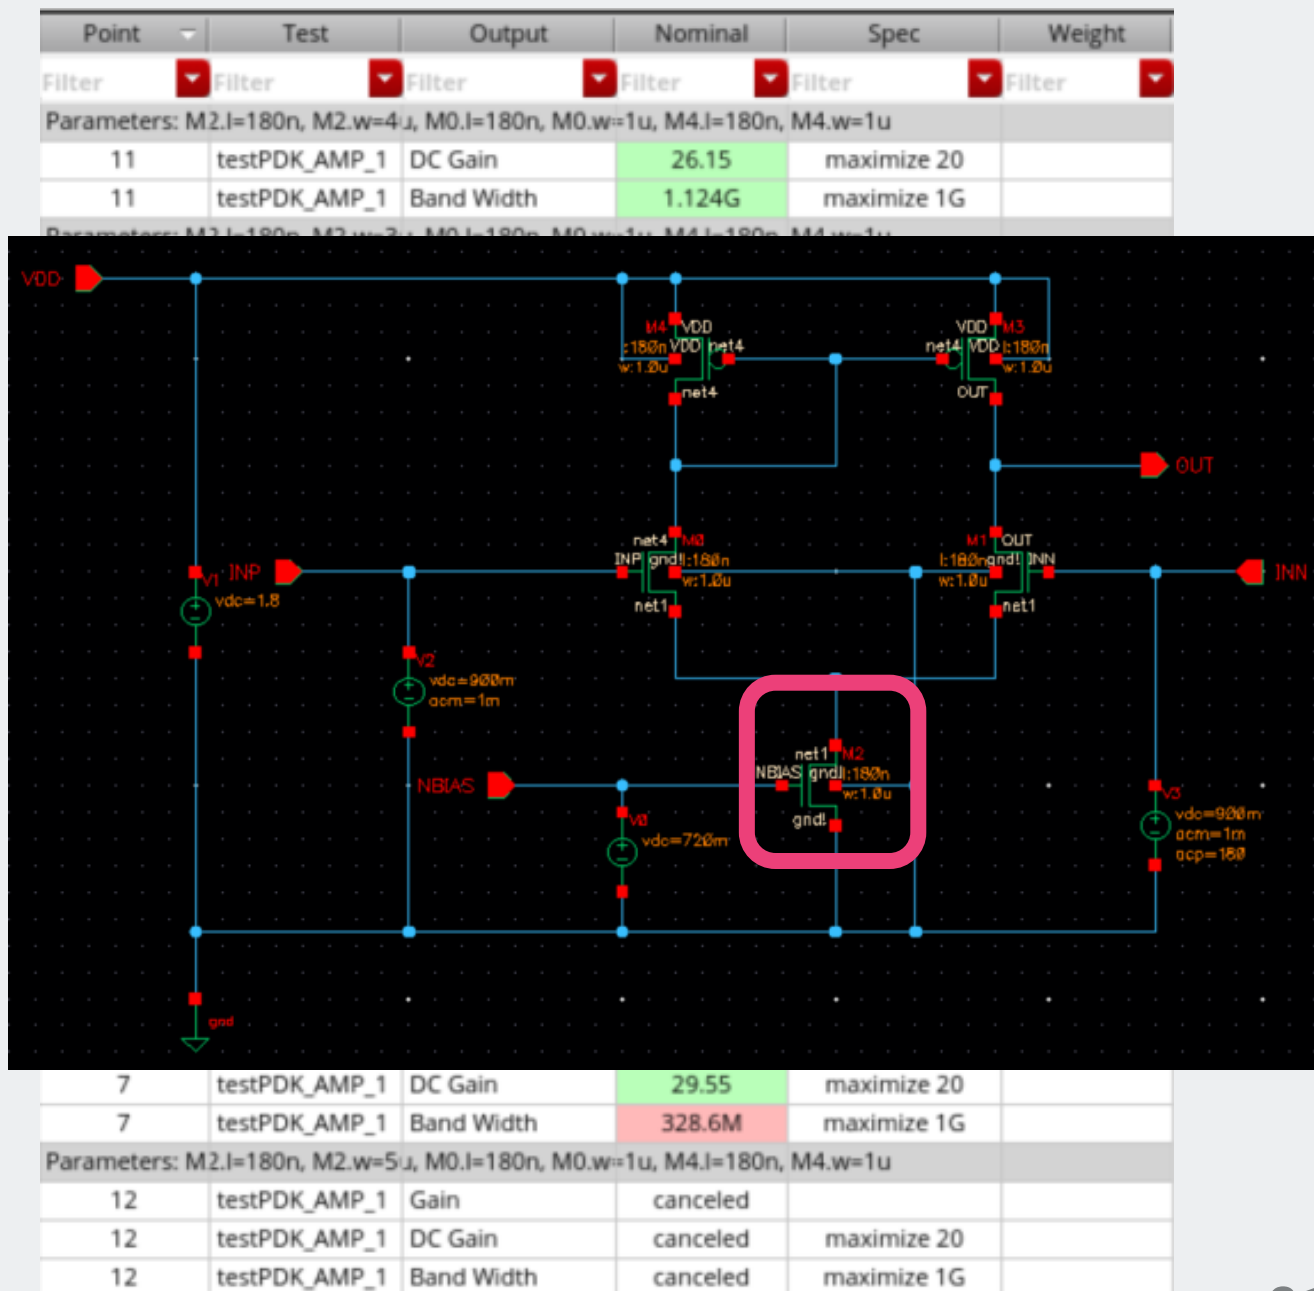 Point Test Output Nominal Spec Weight
Filter Filter Filter Filter Filter Filter
Parameters: M2.l=180n, M2.w=4u, M0.l=180n, M0.w=1u, M4.l=180n, M4.w=1u
11 testPDK_AMP_1 DC Gain 26.15 maximize 20
11 testPDK_AMP_1 Band Width 1.124G maximize 1G
VDD
M4 VDD
VDD M3
:180n VDD net4
net4 VDD l:180n
w:1.0u
w:1.0u
net4
OUT
OUT
net4 M0
M1 OUT
INP gnd! l:180n
l:180n gnd! INN
w:1.0u
w:1.0u
net1
net1
INP
INN
V1
vdc=1.8
V2
vdc=900m
acm=1m
net1 M2
NBIAS gnd! l:180n
w:1.0u
gnd!
NBIAS
V0
vdc=720m
V3
vdc=900m
acm=1m
acp=180
gnd
7 testPDK_AMP_1 DC Gain 29.55 maximize 20
7 testPDK_AMP_1 Band Width 328.6M maximize 1G
Parameters: M2.l=180n, M2.w=5u, M0.l=180n, M0.w=1u, M4.l=180n, M4.w=1u
12 testPDK_AMP_1 Gain canceled
12 testPDK_AMP_1 DC Gain canceled maximize 20
12 testPDK_AMP_1 Band Width canceled maximize 1G